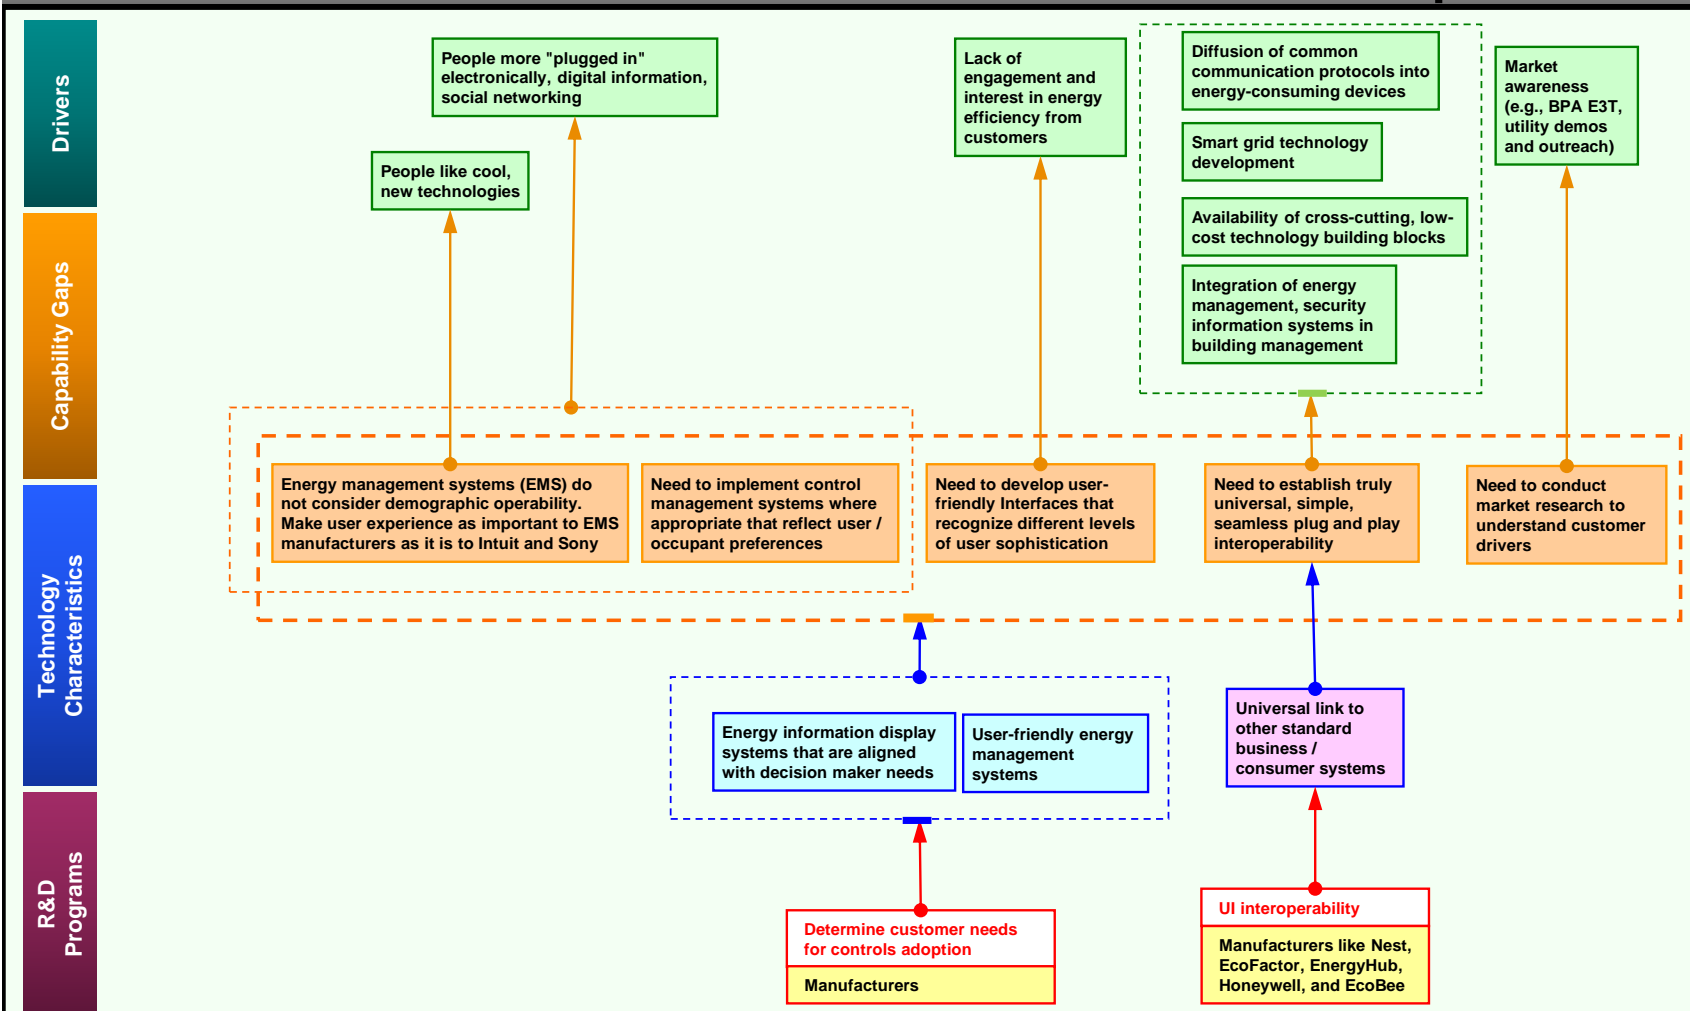 Drivers
People more "plugged in"
electronically, digital information,
social networking
People like cool,
new technologies
Lack of
engagement and
interest in energy
efficiency from
customers
Diffusion of common
communication protocols into
energy-consuming devices
Smart grid technology
development
Availability of cross-cutting, low-
cost technology building blocks
Integration of energy
management, security
information systems in
building management
Market
awareness
(e.g., BPA E3T,
utility demos
and outreach)
Capability Gaps
Energy management systems (EMS) do
not consider demographic operability.
Make user experience as important to EMS
manufacturers as it is to Intuit and Sony
Need to implement control
management systems where
appropriate that reflect user /
occupant preferences
Need to develop user-
friendly Interfaces that
recognize different levels
of user sophistication
Need to establish truly
universal, simple,
seamless plug and play
interoperability
Need to conduct
market research to
understand customer
drivers
Technology
Characteristics
Energy information display
systems that are aligned
with decision maker needs
User-friendly energy
management
systems
Universal link to
other standard
business /
consumer systems
R&D
Programs
Determine customer needs
for controls adoption
Manufacturers
UI interoperability
Manufacturers like Nest,
EcoFactor, EnergyHub,
Honeywell, and EcoBee